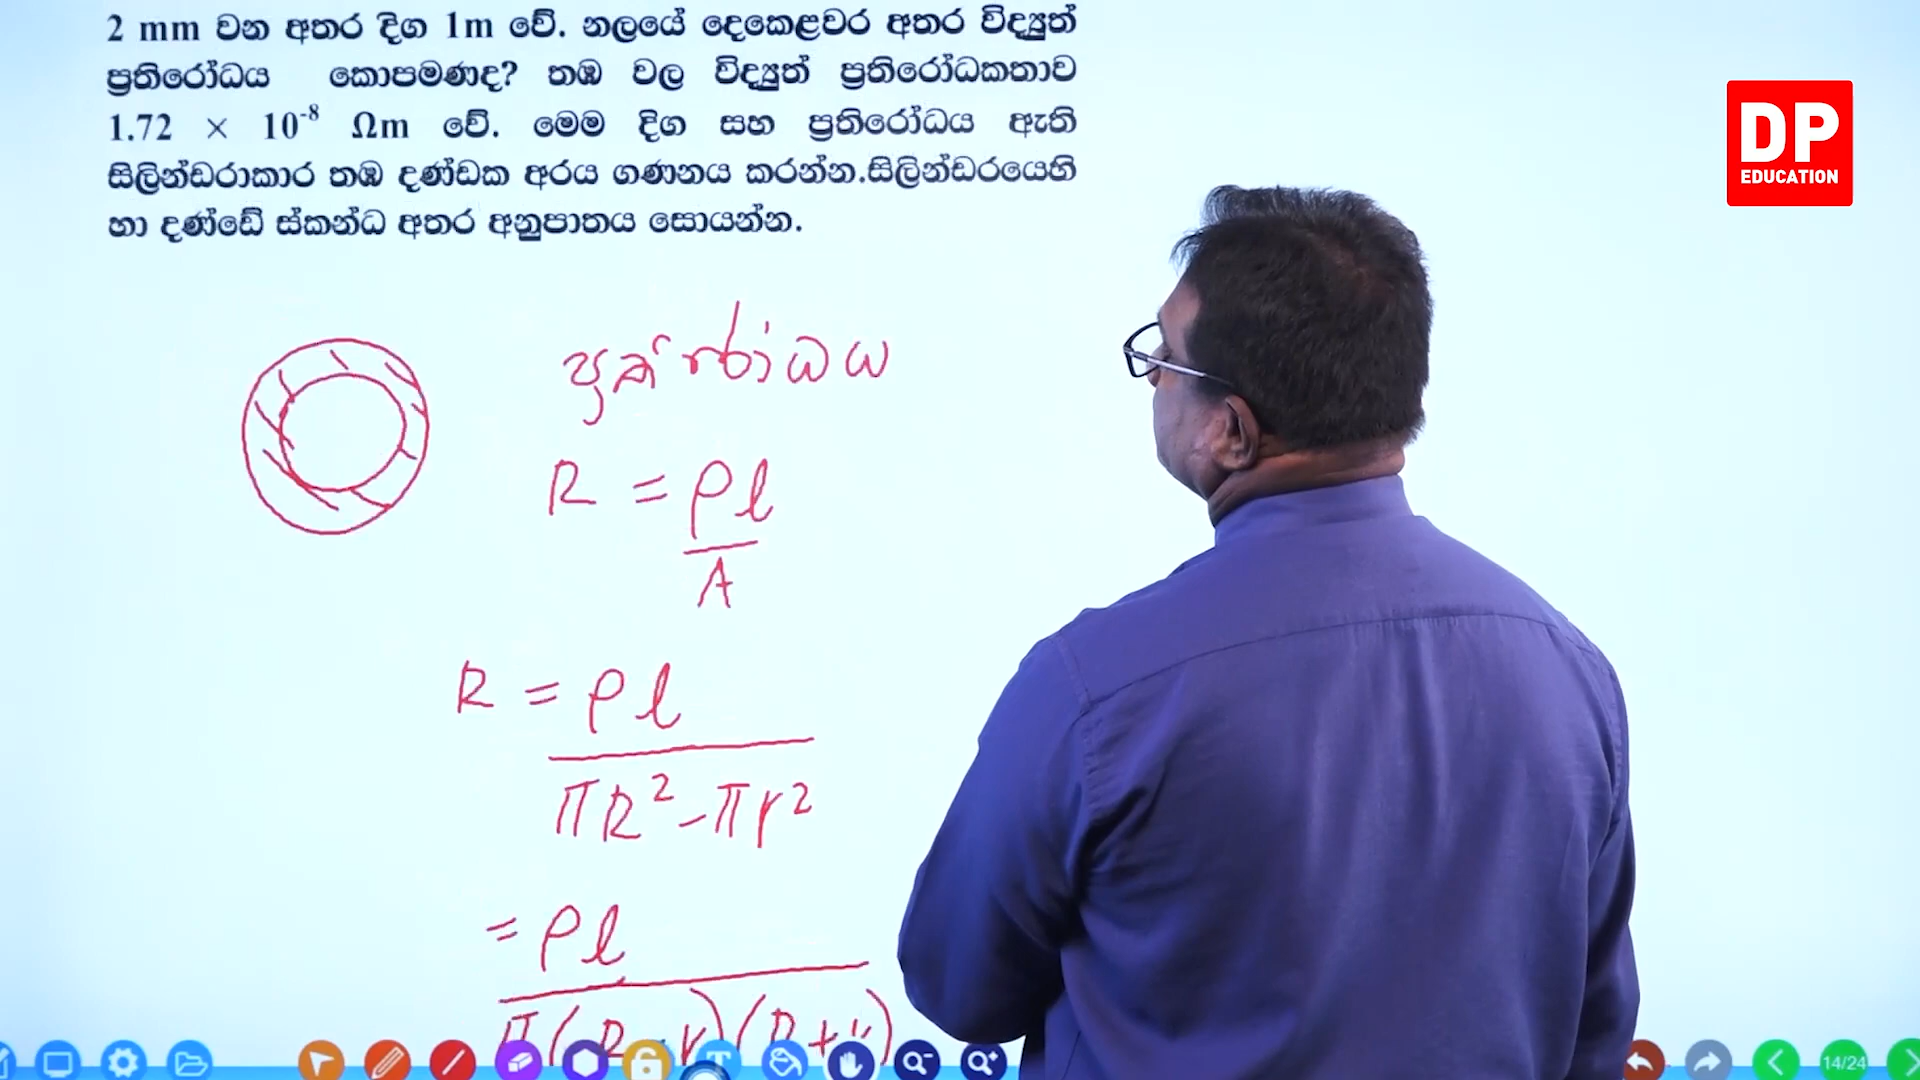 2 mm වන අතර දිග 1m වේ. නලයේ දෙකෙළවර අතර විද්‍යුත්
ප්‍රතිරෝධය කොපමණද? තඹ වල විද්‍යුත් ප්‍රතිරෝධකතාව
1.72 × 10⁻⁸ Ωm වේ. මෙම දිග සහ ප්‍රතිරෝධය ඇති
සිලින්ඩරාකාර තඹ දණ්ඩක අරය ගණනය කරන්න.සිලින්ඩරයෙහි
හා දණ්ඩේ ස්කන්ධ අතර අනුපාතය සොයන්න.
DP
EDUCATION
ප්‍රතිරෝධය
R = ρl
A
R = ρl
πR² - πr²
= ρl
π(R-r)(R+r)
14/24